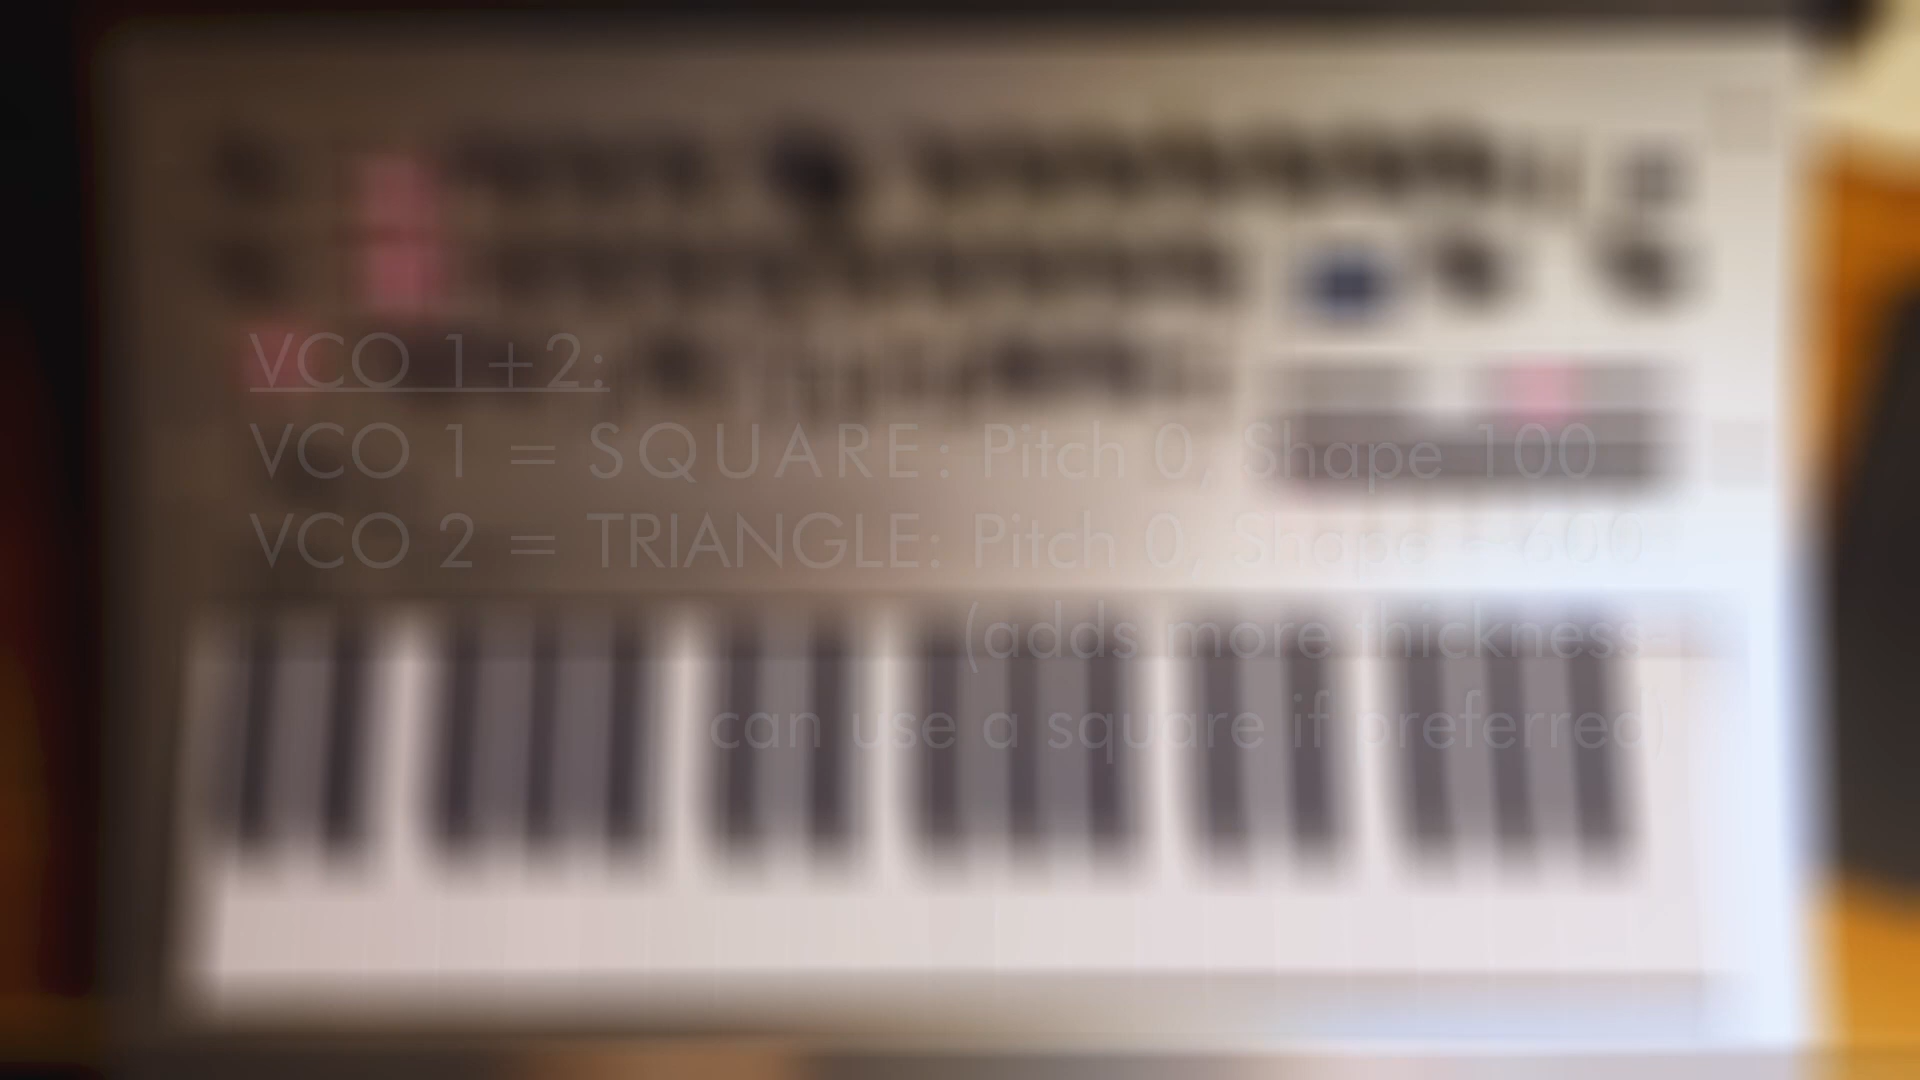 VCO 1+2:
VCO 1 = SQUARE: Pitch 0, Shape 100
VCO 2 = TRIANGLE: Pitch 0, Shape ~600
(adds more thickness-
can use a square if preferred)